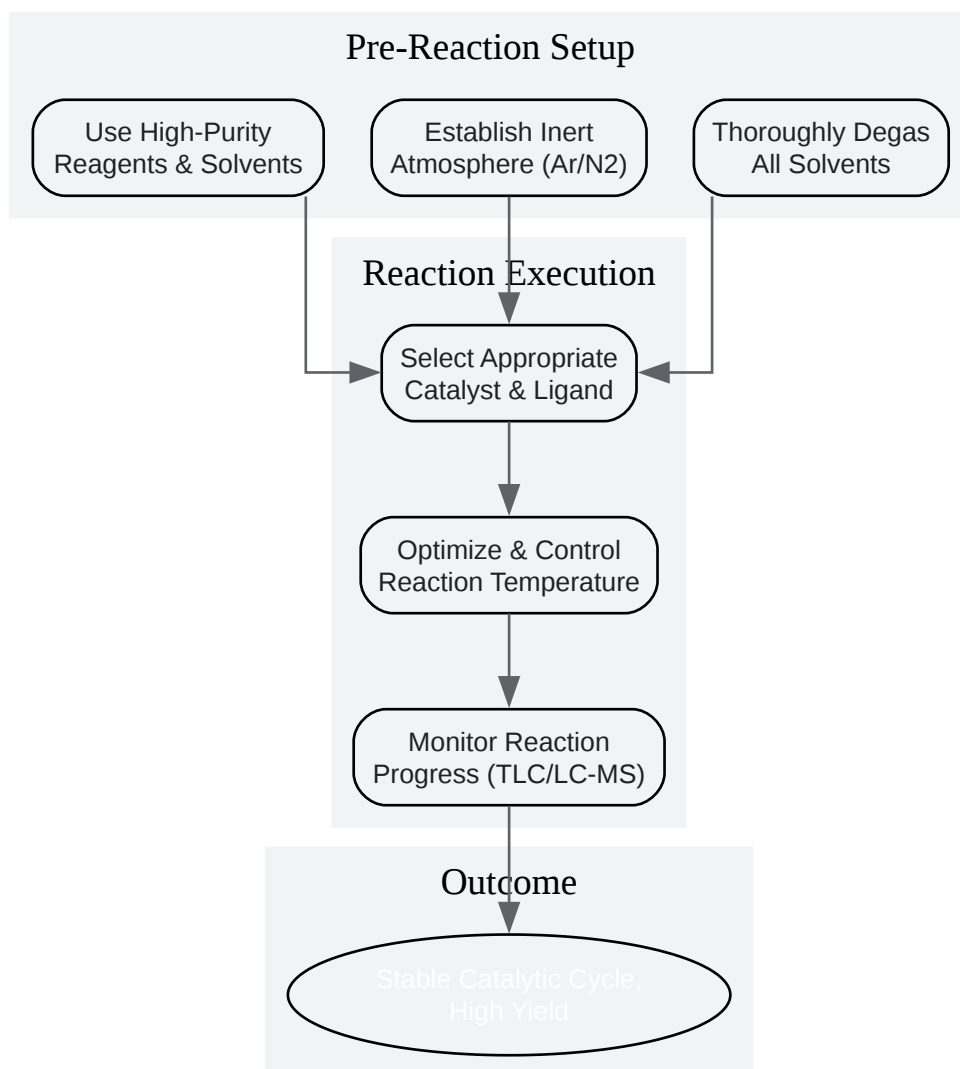 Pre-Reaction Setup
Use High-Purity
Reagents & Solvents
Establish Inert
Atmosphere (Ar/N2)
Thoroughly Degas
All Solvents
Reaction Execution
Select Appropriate
Catalyst & Ligand
Optimize & Control
Reaction Temperature
Monitor Reaction
Progress (TLC/LC-MS)
Outcome
Stable Catalytic Cycle,
High Yield